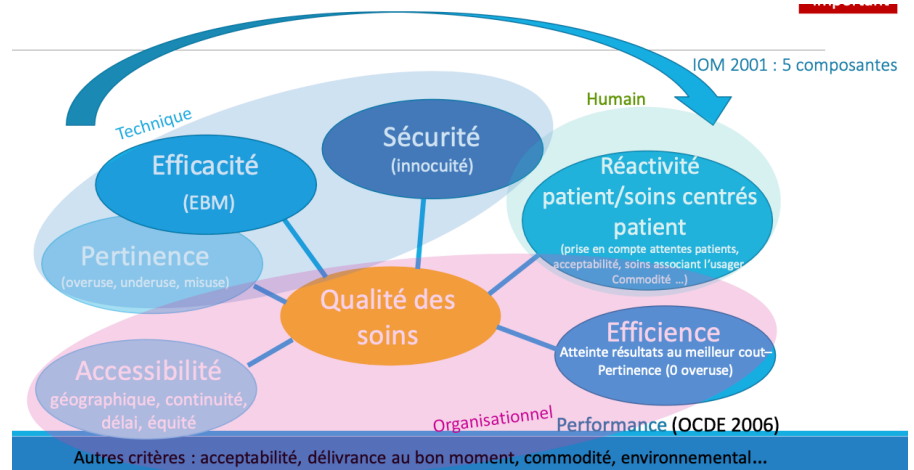 Important
IOM 2001 : 5 composantes
Humain
Technique
Sécurité
(innocuité)
Efficacité
(EBM)
Réactivité
patient/soins centrés
patient
(prise en compte attentes patients,
acceptabilité, soins associant l'usager
Commodité ...)
Pertinence
(overuse, underuse, misuse)
Qualité des
soins
Efficience
Atteinte résultats au meilleur cout–
Pertinence (0 overuse)
Accessibilité
géographique, continuité,
délai, équité
Organisationnel
Performance (OCDE 2006)
Autres critères : acceptabilité, délivrance au bon moment, commodité, environnemental...